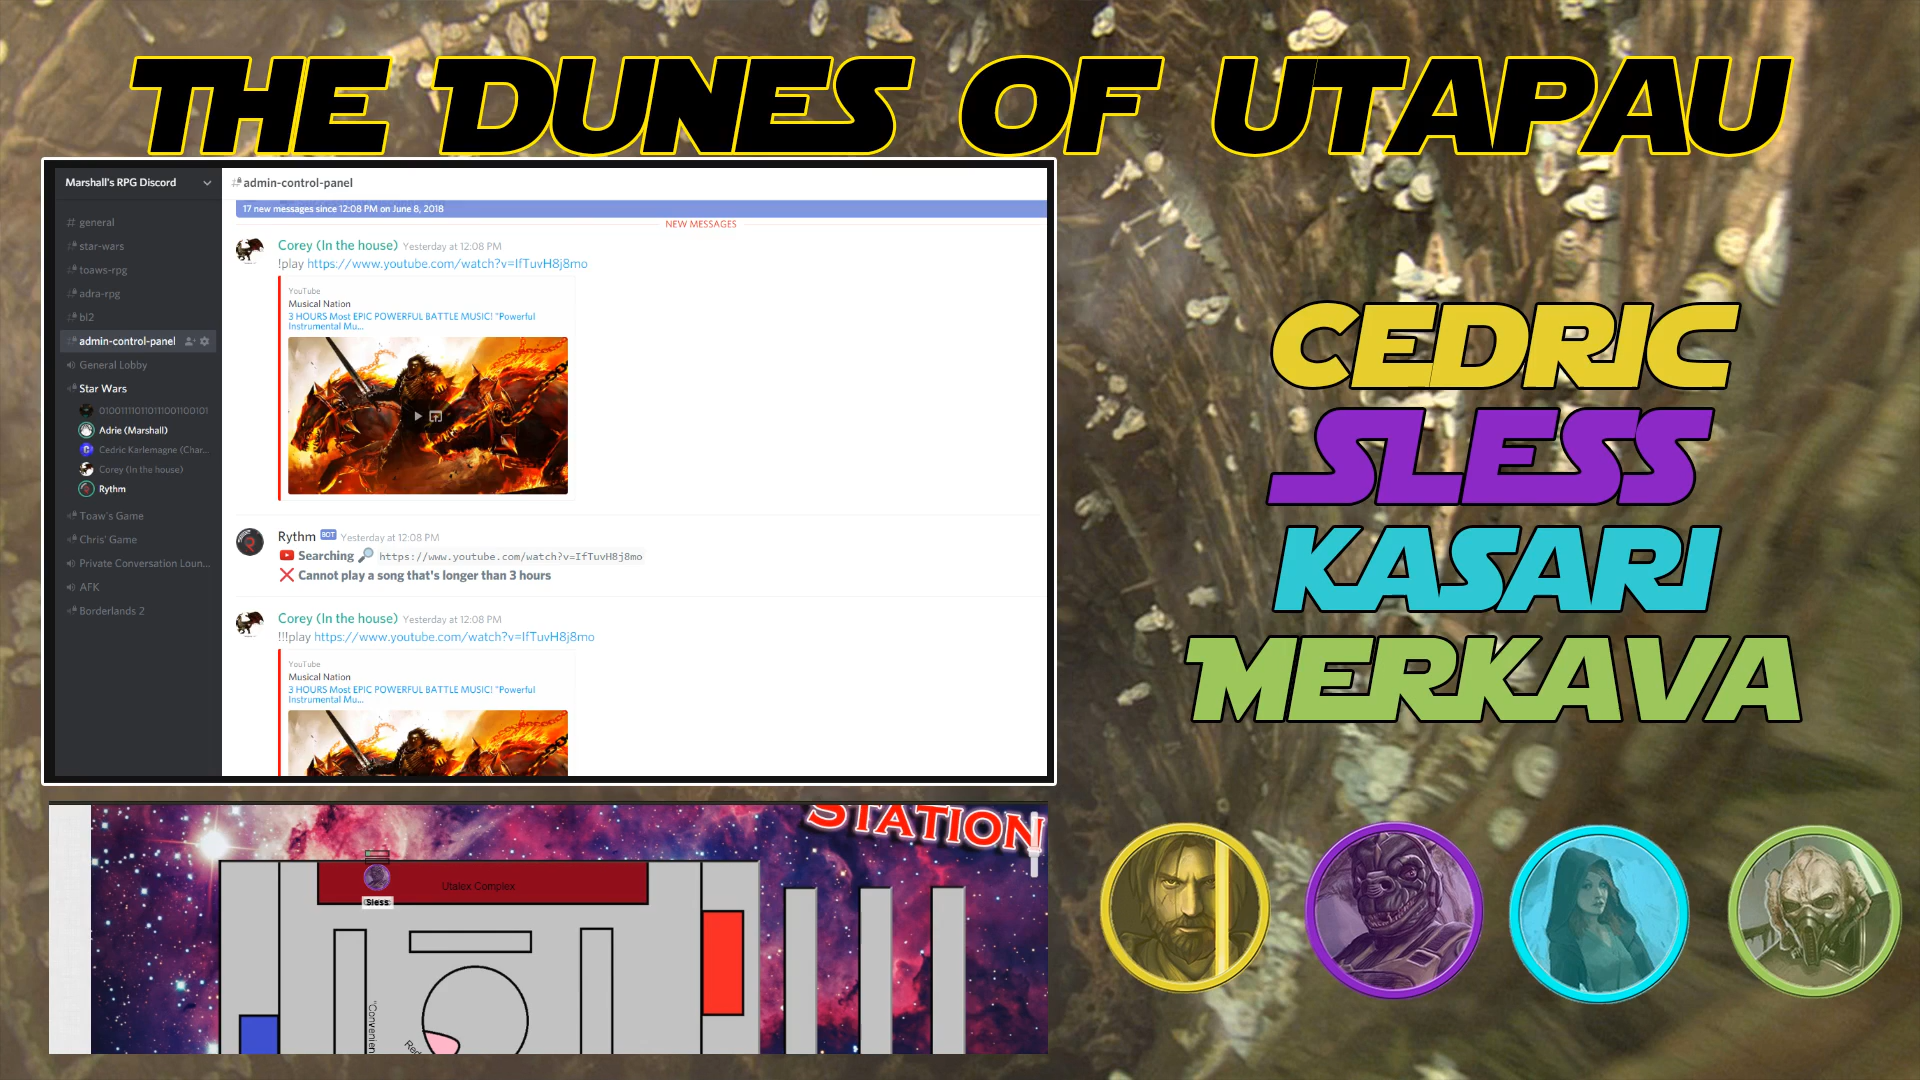 THE DUNES OF UTAPAU
Marshall's RPG Discord
# general
star-wars
toaws-rpg
adra-rpg
bl2
admin-control-panel
General Lobby
Star Wars
Adrie (Marshall)
Cedric Karlemagne (Char...
Corey (In the house)
Rythm
Toaw's Game
Chris' Game
Private Conversation Loun...
AFK
Borderlands 2
admin-control-panel
17 new messages since 12:08 PM on June 8, 2018
NEW MESSAGES
Corey (In the house) Yesterday at 12:08 PM
!play https://www.youtube.com/watch?v=IfTuvH8j8mo
YouTube
Musical Nation
3 HOURS Most EPIC POWERFUL BATTLE MUSIC! "Powerful
Instrumental Mu...
Rythm BOT Yesterday at 12:08 PM
Searching https://www.youtube.com/watch?v=IfTuvH8j8mo
Cannot play a song that's longer than 3 hours
Corey (In the house) Yesterday at 12:08 PM
!!!play https://www.youtube.com/watch?v=IfTuvH8j8mo
YouTube
Musical Nation
3 HOURS Most EPIC POWERFUL BATTLE MUSIC! "Powerful
Instrumental Mu...
CEDRIC
SLESS
KASARI
MERKAVA
STATION
Utalex Complex
Sless